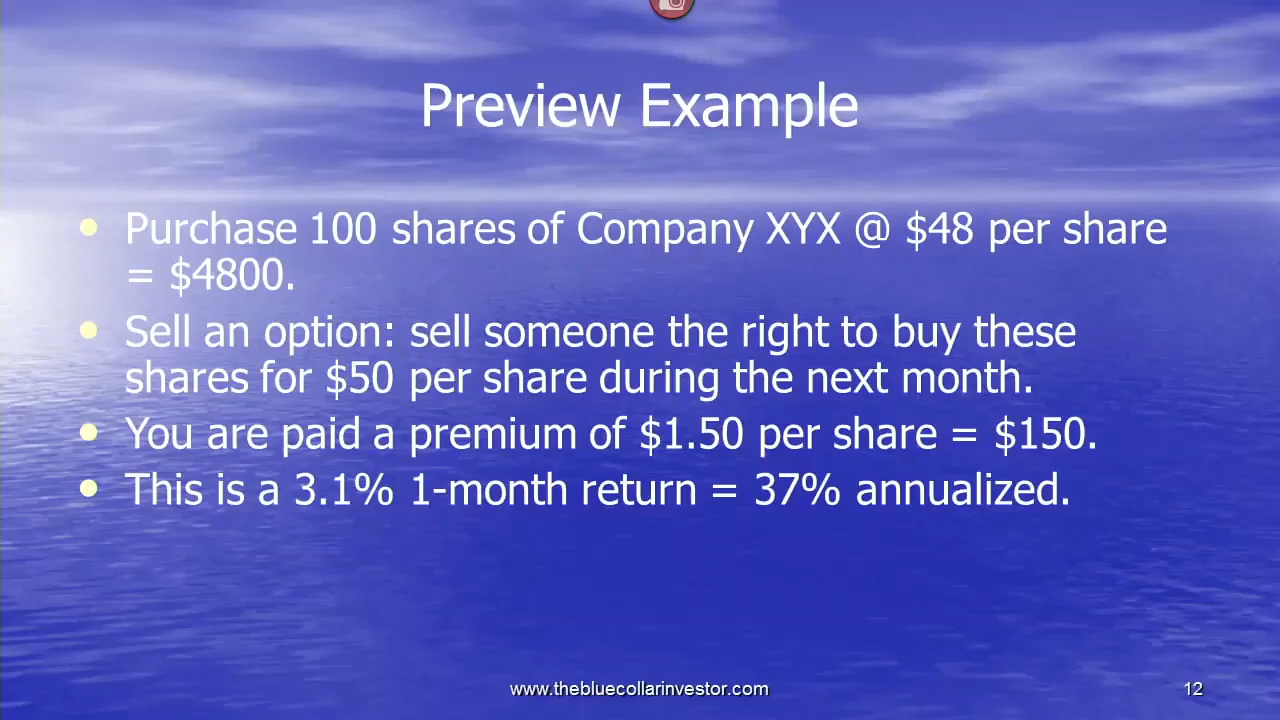 Preview Example
• Purchase 100 shares of Company XYX @ $48 per share
= $4800.
• Sell an option: sell someone the right to buy these
shares for $50 per share during the next month.
• You are paid a premium of $1.50 per share = $150.
• This is a 3.1% 1-month return = 37% annualized.
www.thebluecollarinvestor.com
12